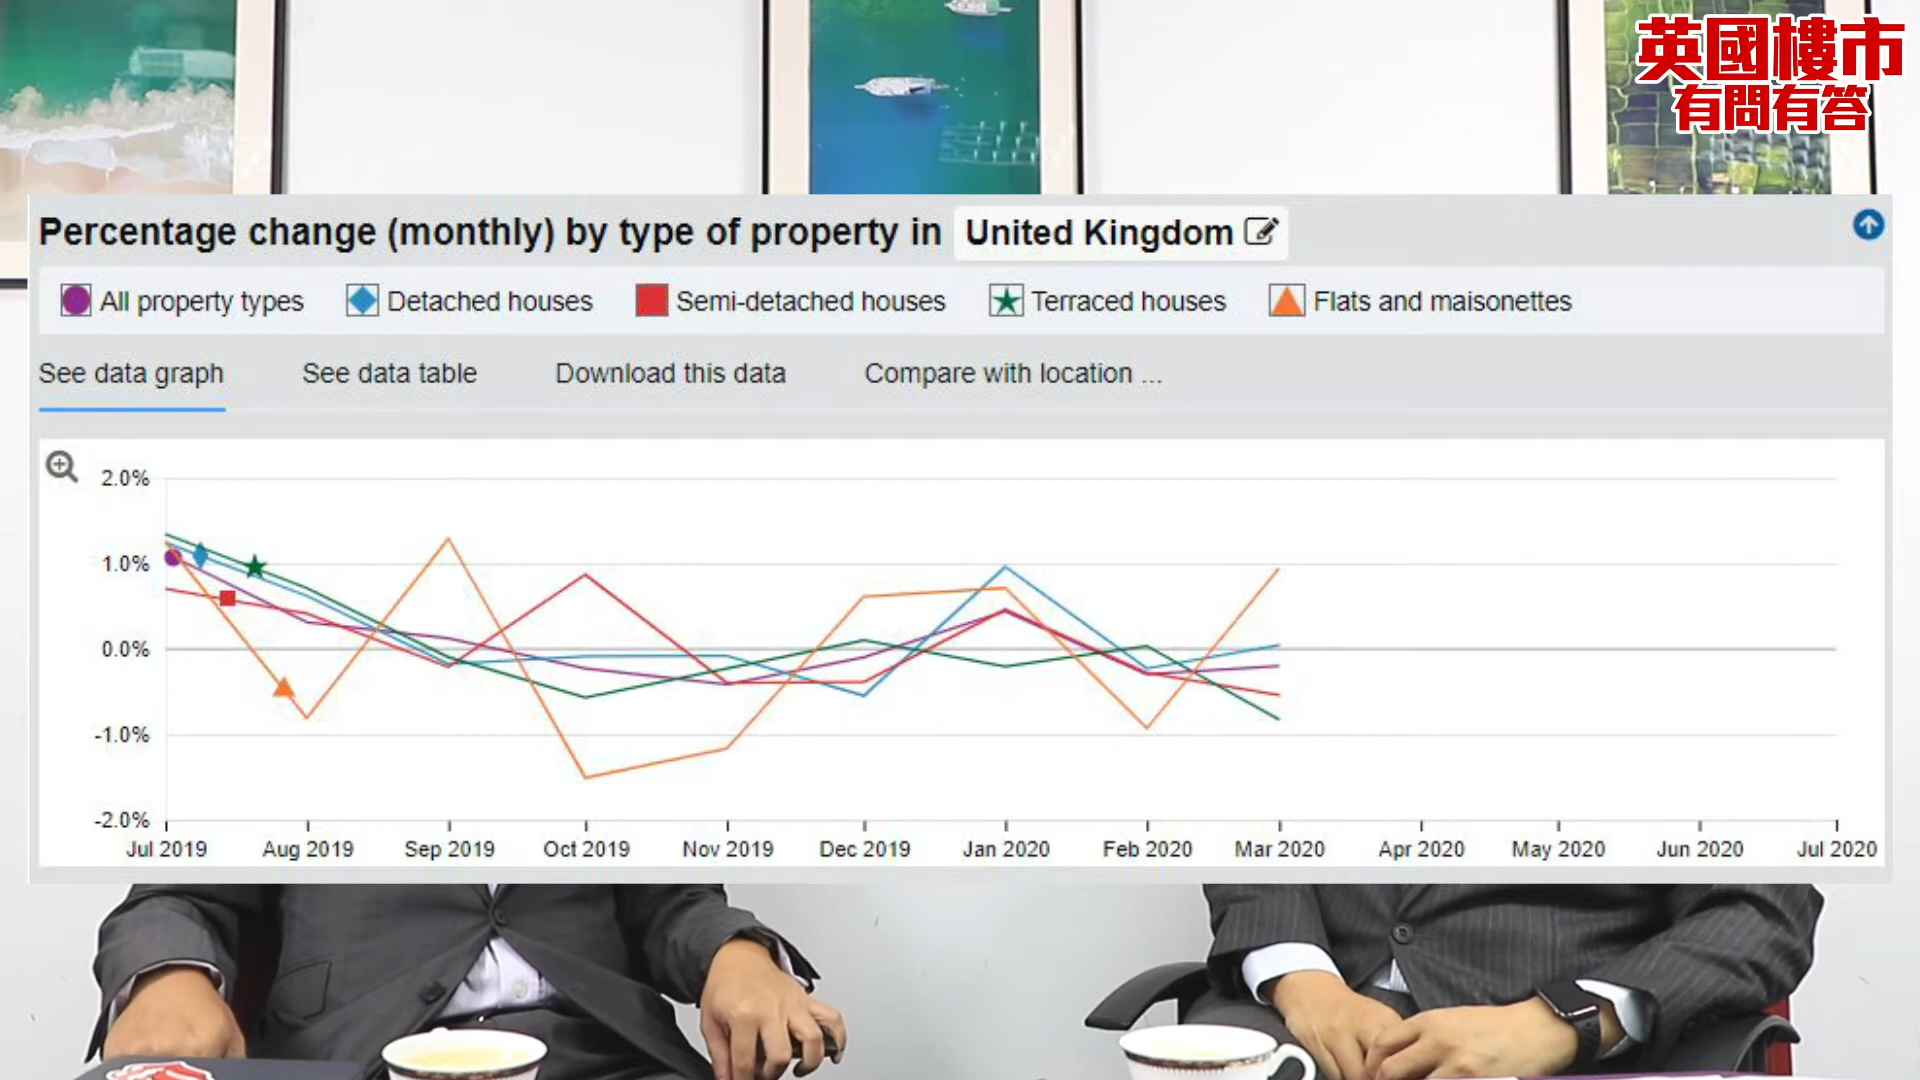 英國樓市
有問有答
Percentage change (monthly) by type of property in United Kingdom
All property types Detached houses Semi-detached houses Terraced houses Flats and maisonettes
See data graph See data table Download this data Compare with location ...
2.0%
1.0%
0.0%
-1.0%
-2.0%
Jul 2019 Aug 2019 Sep 2019 Oct 2019 Nov 2019 Dec 2019 Jan 2020 Feb 2020 Mar 2020 Apr 2020 May 2020 Jun 2020 Jul 2020